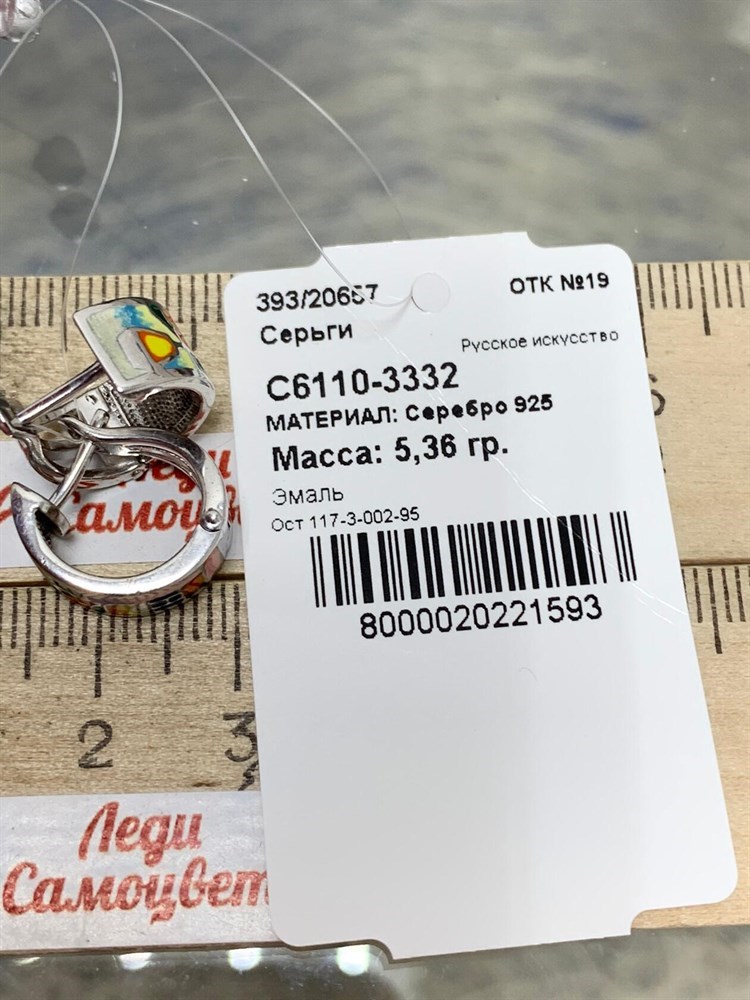 393/20667
ОТК №19
Серьги
Русское искусство
С6110-3332
МАТЕРИАЛ: Серебро 925
Масса: 5,36 гр.
Эмаль
Ост 117-3-002-95
8000020221593
Леди
Самоцвет
2
3
Леди
Самоцвет